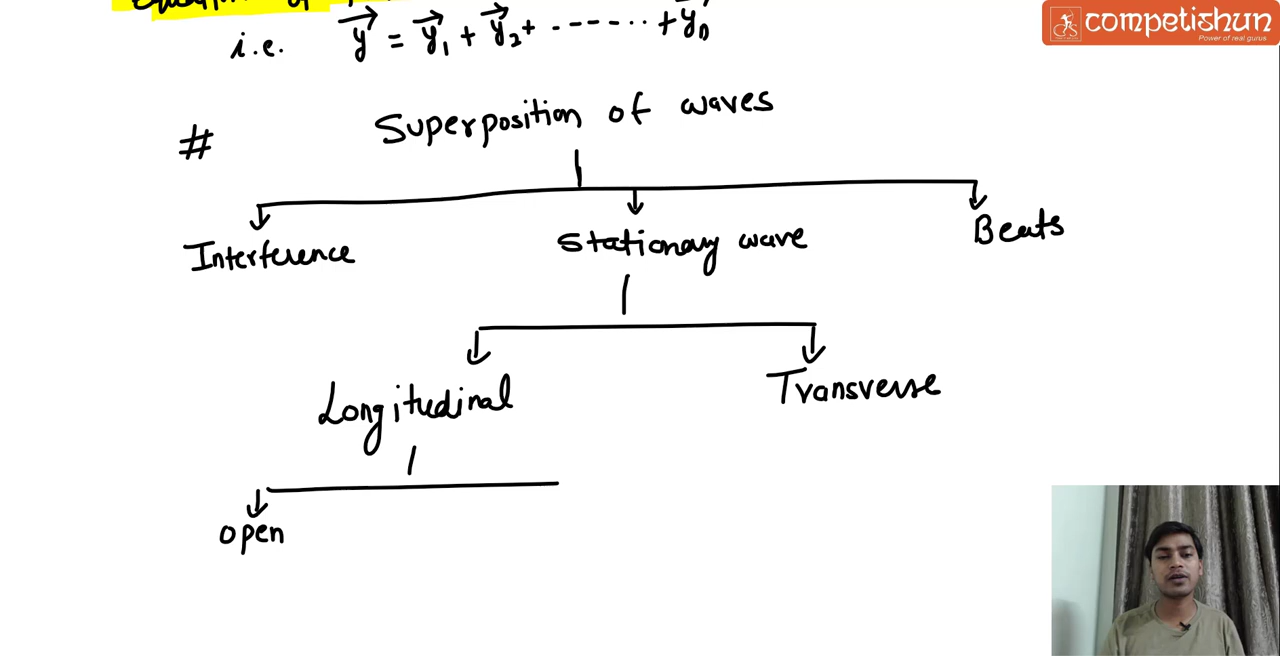 i.e. y⃗ = y⃗₁ + y⃗₂ + ------ + y⃗ₙ
competishun
Power of real gurus
# Superposition of waves
Interference Stationary wave Beats
Longitudinal Transverse
open